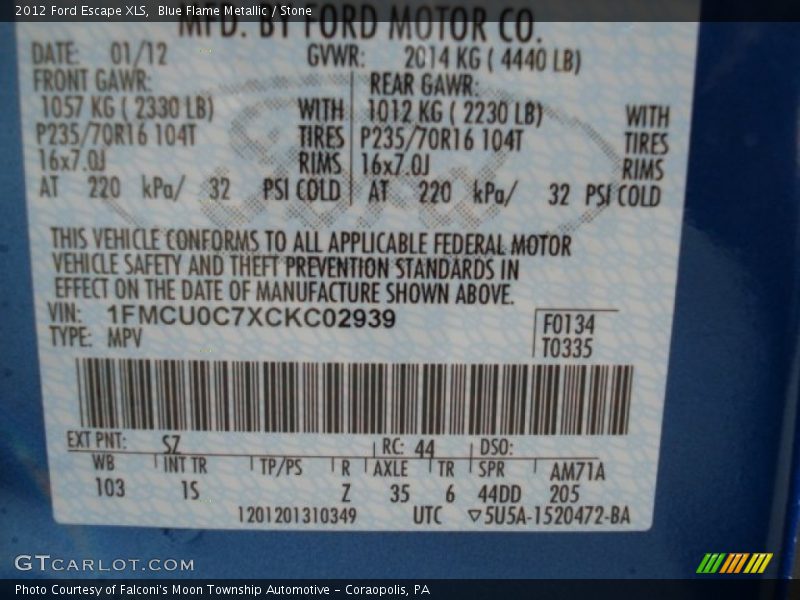 2012 Ford Escape XLS, Blue Flame Metallic / Stone
MFD. BY FORD MOTOR CO.
DATE: 01/12 GVWR: 2014 KG ( 4440 LB)
FRONT GAWR: REAR GAWR:
1057 KG ( 2330 LB) WITH 1012 KG ( 2230 LB) WITH
P235/70R16 104T TIRES P235/70R16 104T TIRES
16x7.0J RIMS 16x7.0J RIMS
AT 220 kPa/ 32 PSI COLD AT 220 kPa/ 32 PSI COLD
THIS VEHICLE CONFORMS TO ALL APPLICABLE FEDERAL MOTOR
VEHICLE SAFETY AND THEFT PREVENTION STANDARDS IN
EFFECT ON THE DATE OF MANUFACTURE SHOWN ABOVE.
VIN: 1FMCU0C7XCKC02939
TYPE: MPV
F0134
T0335
EXT PNT: SZ RC: 44 DSO:
WB INT TR TP/PS R AXLE TR SPR AM71A
103 1S Z 35 6 44DD 205
1201201310349 UTC ▽5U5A-1520472-BA
GTCARLOT.COM
Photo Courtesy of Falconi's Moon Township Automotive - Coraopolis, PA